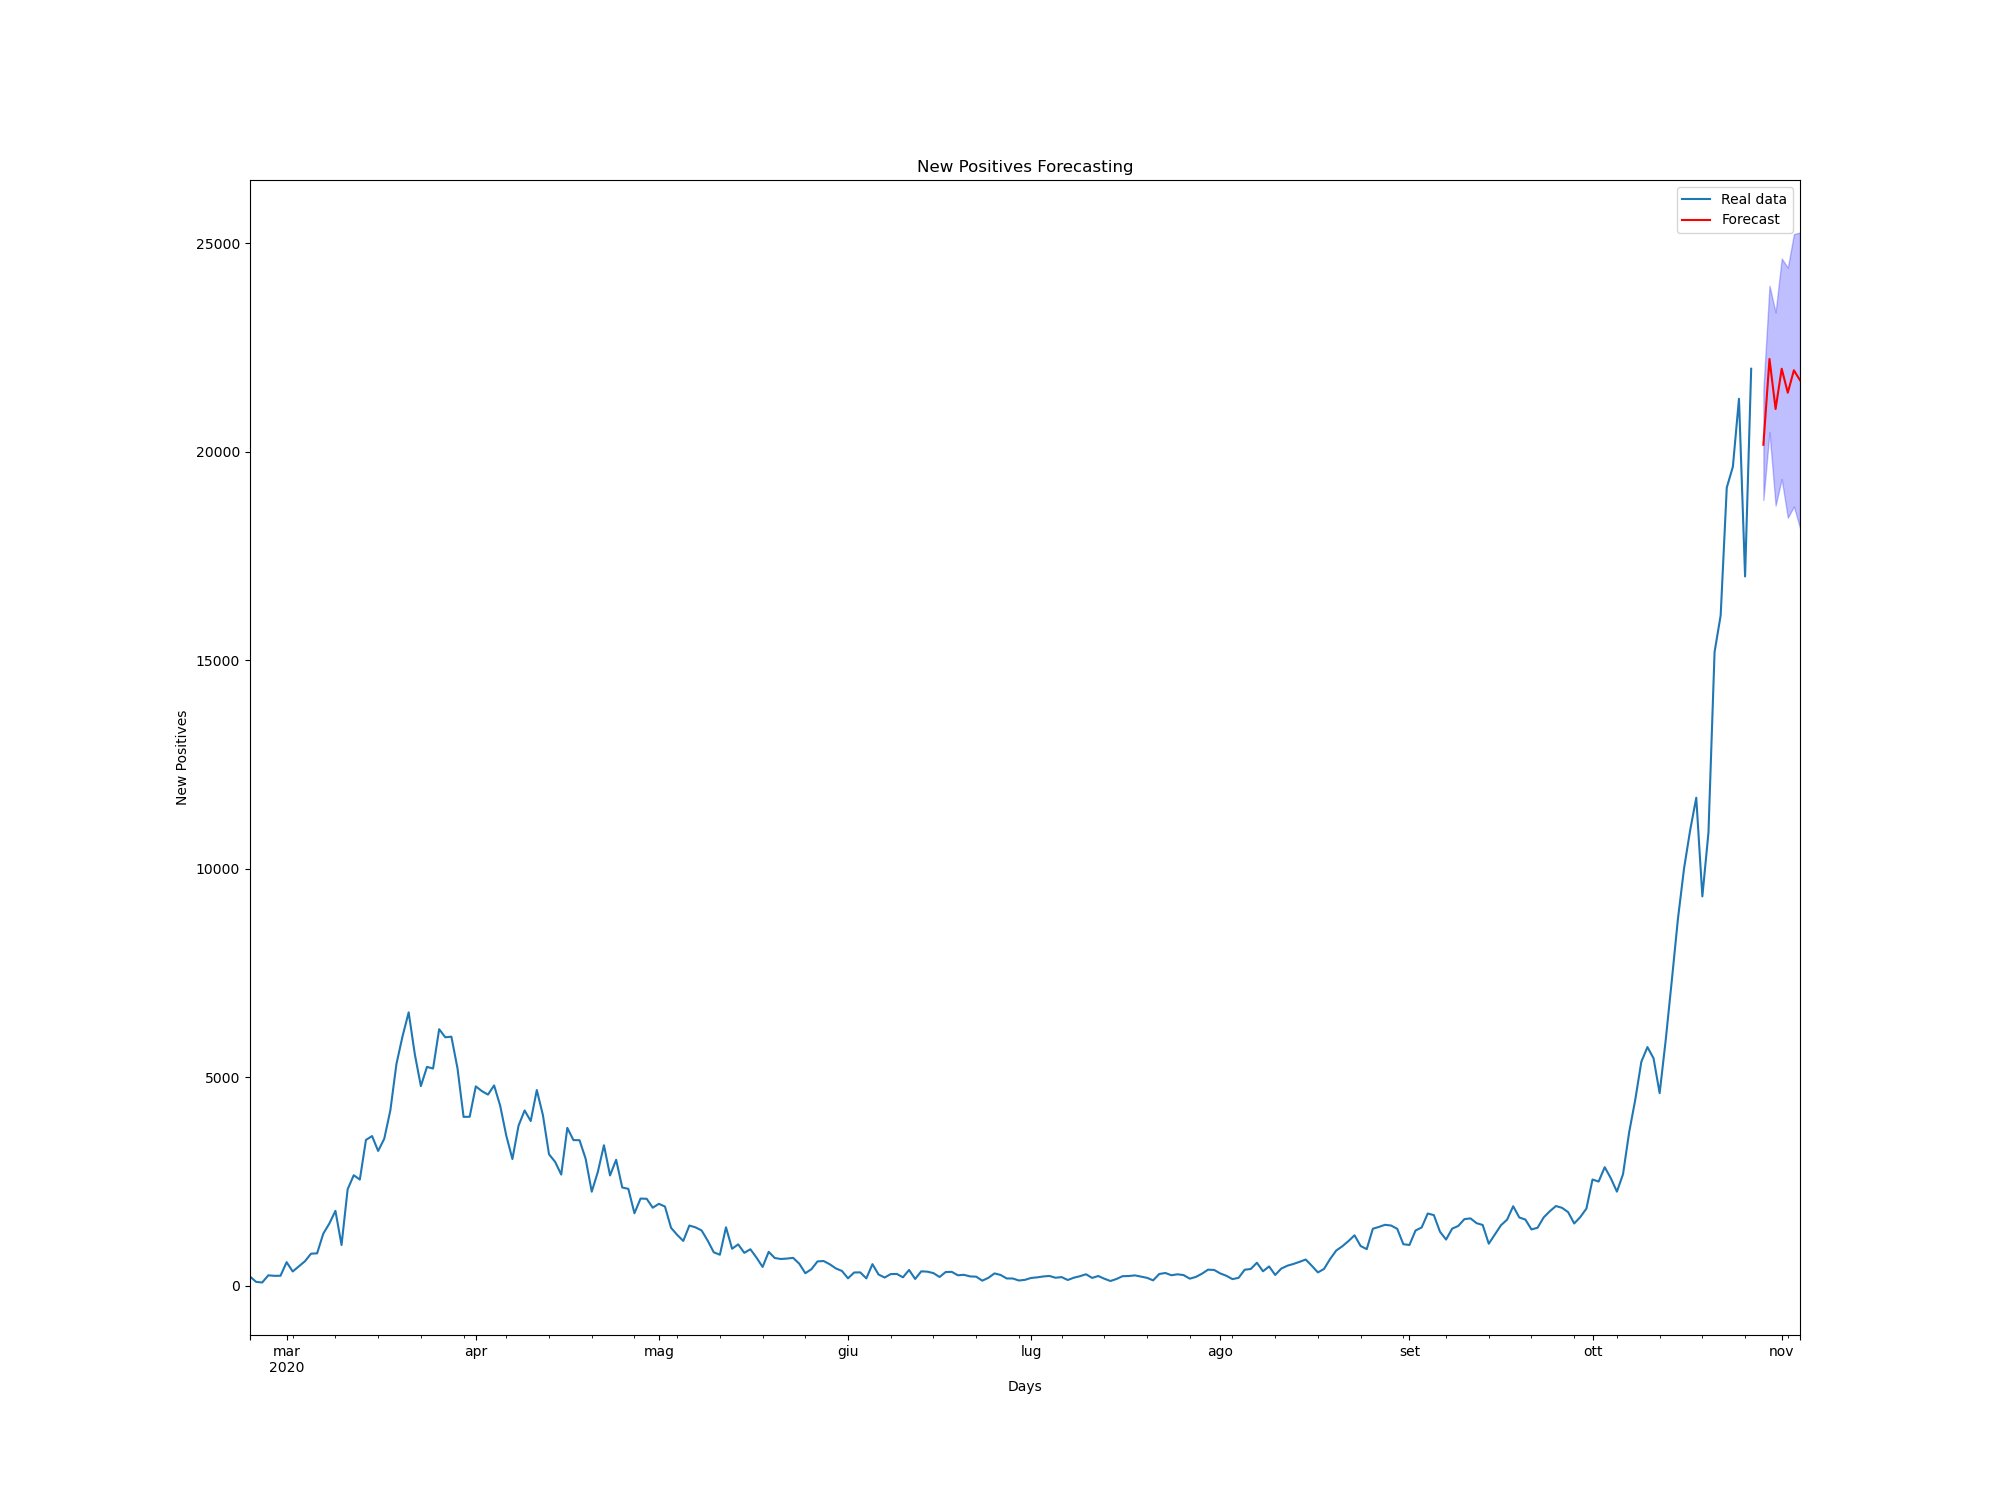 New Positives Forecasting
Real data
Forecast
25000
20000
15000
10000
5000
0
New Positives
mar
2020
apr
mag
giu
lug
ago
set
ott
nov
Days